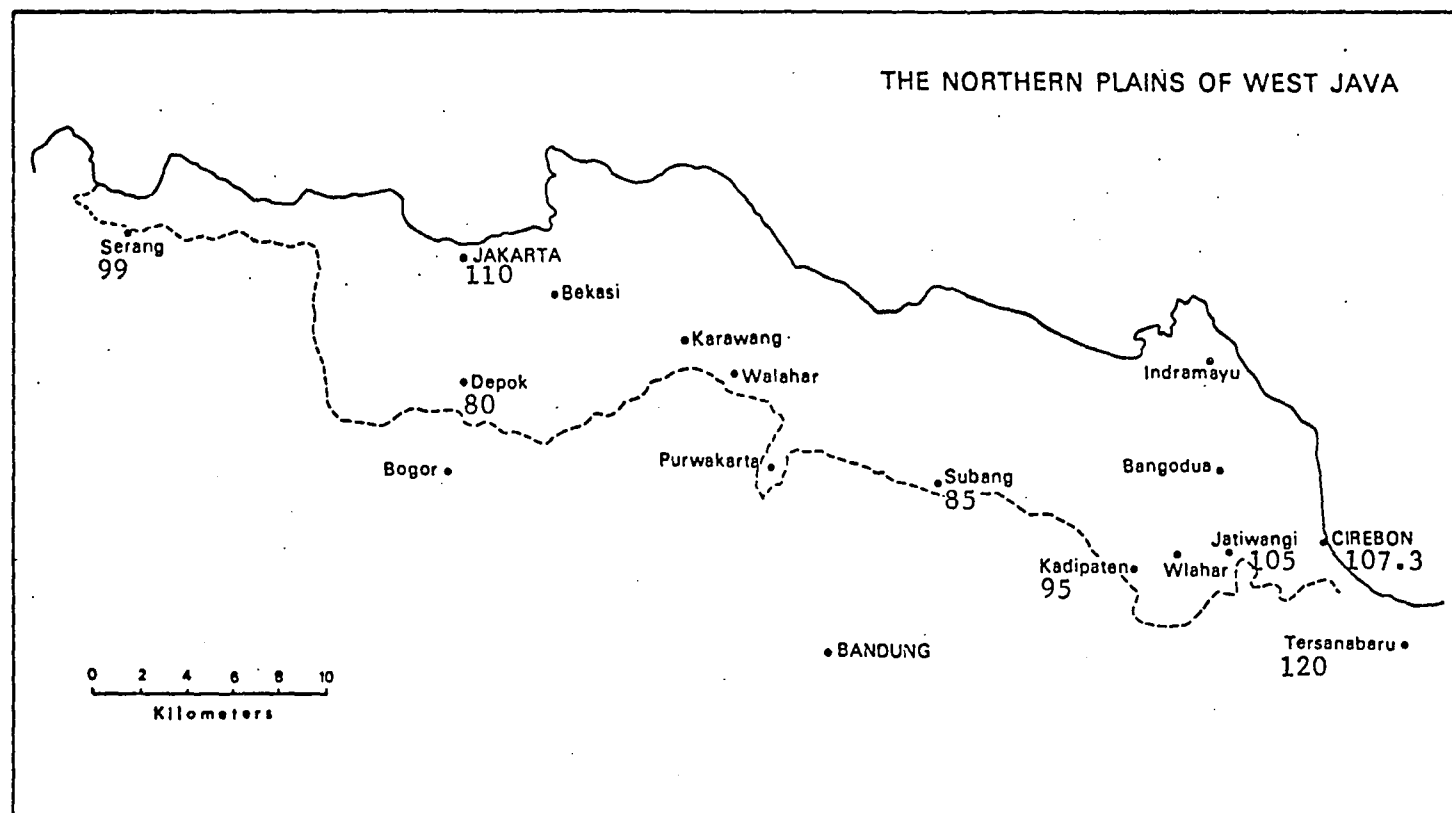 THE NORTHERN PLAINS OF WEST JAVA
Serang
99
JAKARTA
110
Bekasi
Karawang
Walahar
Depok
80
Bogor
Purwakarta
Indramayu
Bangodua
Subang
85
Jatiwangi
105
CIREBON
107.3
Kadipaten
95
Wlahar
BANDUNG
Tersanabaru
120
0 2 4 6 8 10
Kilometers